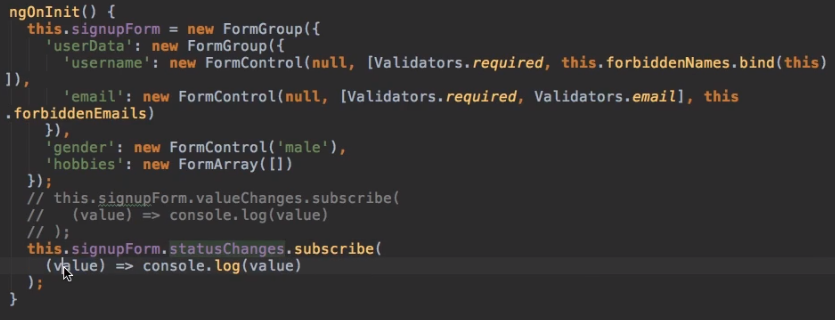 ngOnInit() {
this.signupForm = new FormGroup({
'userData': new FormGroup({
'username': new FormControl(null, [Validators.required, this.forbiddenNames.bind(this)
]),
'email': new FormControl(null, [Validators.required, Validators.email], this
.forbiddenEmails)
}),
'gender': new FormControl('male'),
'hobbies': new FormArray([])
});
// this.signupForm.valueChanges.subscribe(
// (value) => console.log(value)
// );
this.signupForm.statusChanges.subscribe(
(value) => console.log(value)
);
}